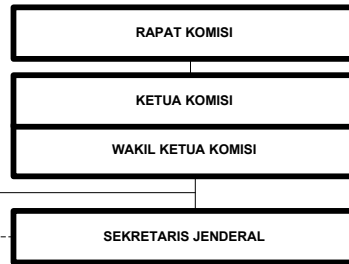 RAPAT KOMISI
KETUA KOMISI
WAKIL KETUA KOMISI
SEKRETARIS JENDERAL